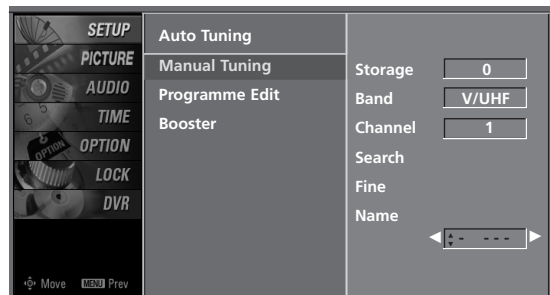 SETUP
PICTURE
AUDIO
TIME
OPTION
LOCK
DVR
Move MENU Prev
Auto Tuning
Manual Tuning
Programme Edit
Booster
Storage 0
Band V/UHF
Channel 1
Search
Fine
Name
- - - - -